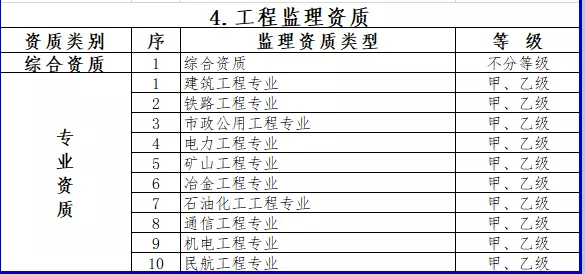 4.工程监理资质
资质类别 序 监理资质类型 等 级
综合资质 1 综合资质 不分等级
专业资质
1 建筑工程专业 甲、乙级
2 铁路工程专业 甲、乙级
3 市政公用工程专业 甲、乙级
4 电力工程专业 甲、乙级
5 矿山工程专业 甲、乙级
6 冶金工程专业 甲、乙级
7 石油化工工程专业 甲、乙级
8 通信工程专业 甲、乙级
9 机电工程专业 甲、乙级
10 民航工程专业 甲、乙级